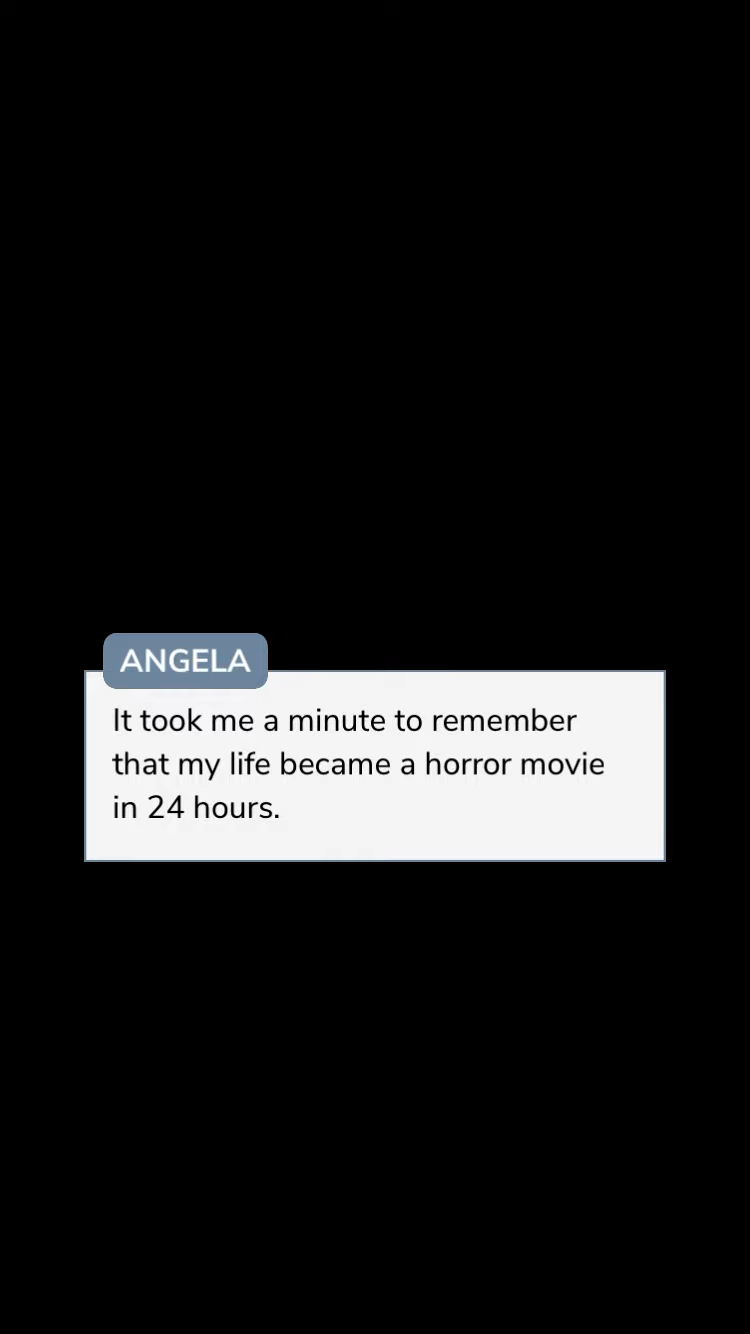 ANGELA
It took me a minute to remember
that my life became a horror movie
in 24 hours.